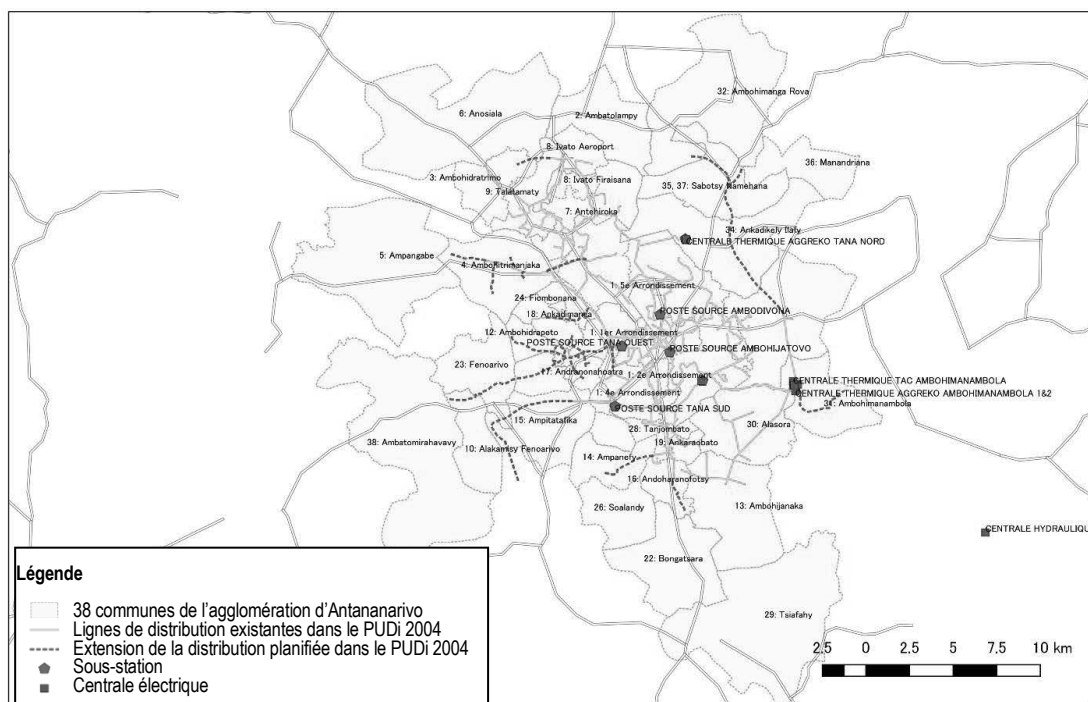 32: Ambohimanga Rova
6: Anosiala
2: Ambatolampy
8: Ivato Aeroport
36: Manandriana
3: Ambohidratrimo
8: Ivato Firaisana
35, 37: Sabotsy Namehana
9: Talatamaty
7: Antehiroka
34: Ankadikely Ilafy
CENTRALE THERMIQUE AGGREKO TANA NORD
5: Ampangabe
4: Ambohitrimanjaka
1: 5e Arrondissement
24: Fiombonana
18: Ankadimanga
POSTE SOURCE AMBODIVONA
12: Ambohidrapeto
1: 1er Arrondissement
POSTE SOURCE TANA OUEST
POSTE SOURCE AMBOHIJATOVO
23: Fenoarivo
17: Andranonahoatra
1: 2e Arrondissement
CENTRALE THERMIQUE TAC AMBOHIMANAMBOLA
1: 4e Arrondissement
CENTRALE THERMIQUE AGGREKO AMBOHIMANAMBOLA 1&2
31: Ambohimanambola
POSTE SOURCE TANA SUD
15: Ampitatafika
30: Alasora
28: Tanjombato
38: Ambatomirahavavy
19: Ankaraobato
10: Alakamisy Fenoarivo
14: Ampanefy
16: Andoharanofotsy
26: Soalandy
13: Ambohijanaka
CENTRALE HYDRAULIQU
22: Bongatsara
29: Tsiafahy
Légende
38 communes de l'agglomération d'Antananarivo
Lignes de distribution existantes dans le PUDi 2004
Extension de la distribution planifiée dans le PUDi 2004
Sous-station
Centrale électrique
2.5 0 2.5 5 7.5 10 km